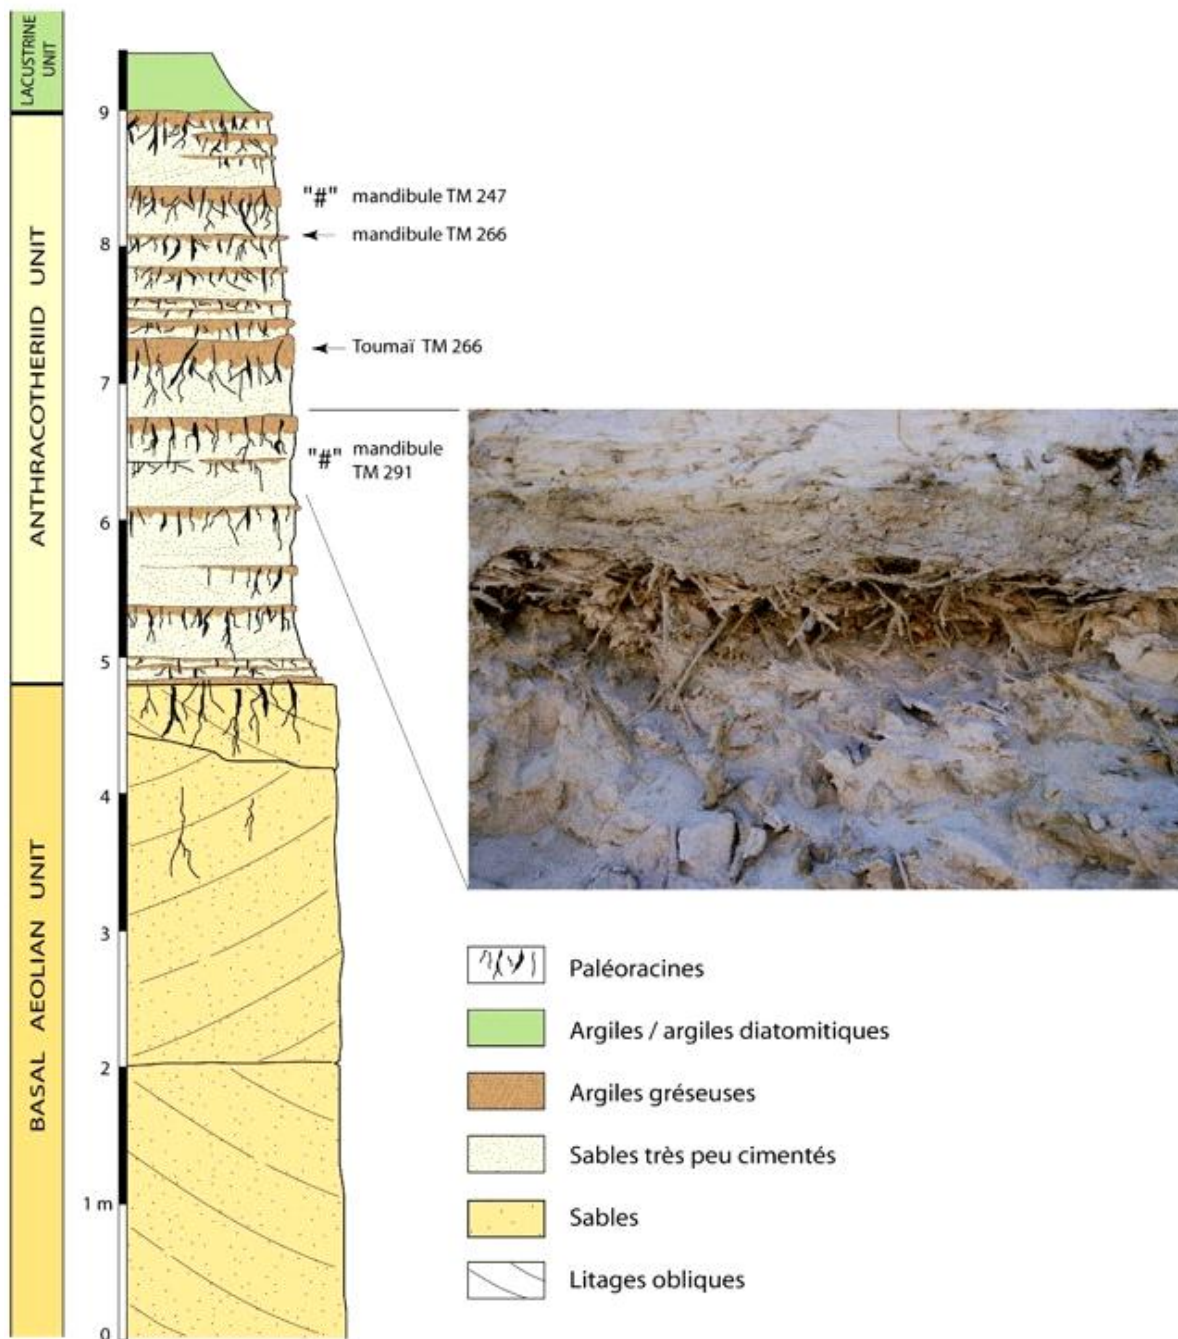 LACUSTRINE
UNIT
ANTHRACOTHERIID UNIT
BASAL AEOLIAN UNIT
9
8
7
6
5
4
3
2
1 m
0
"#" mandibule TM 247
mandibule TM 266
Toumaï TM 266
"#" mandibule
TM 291
Paléoracines
Argiles / argiles diatomitiques
Argiles gréseuses
Sables très peu cimentés
Sables
Litages obliques